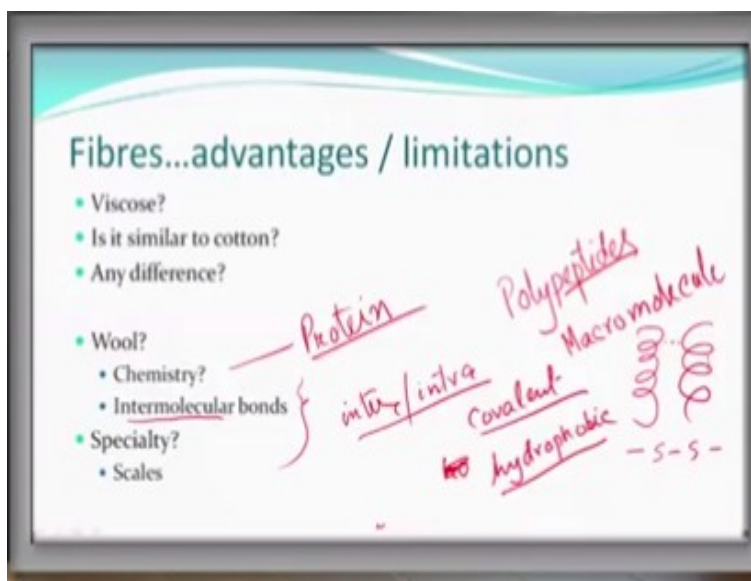 Fibres...advantages / limitations
• Viscose?
• Is it similar to cotton?
• Any difference?
• Wool?
• Chemistry?
• Intermolecular bonds
• Specialty?
• Scales
Protein
inter/intra
Polypeptides
Macromolecule
Covalent
hydrophobic
-S-S-